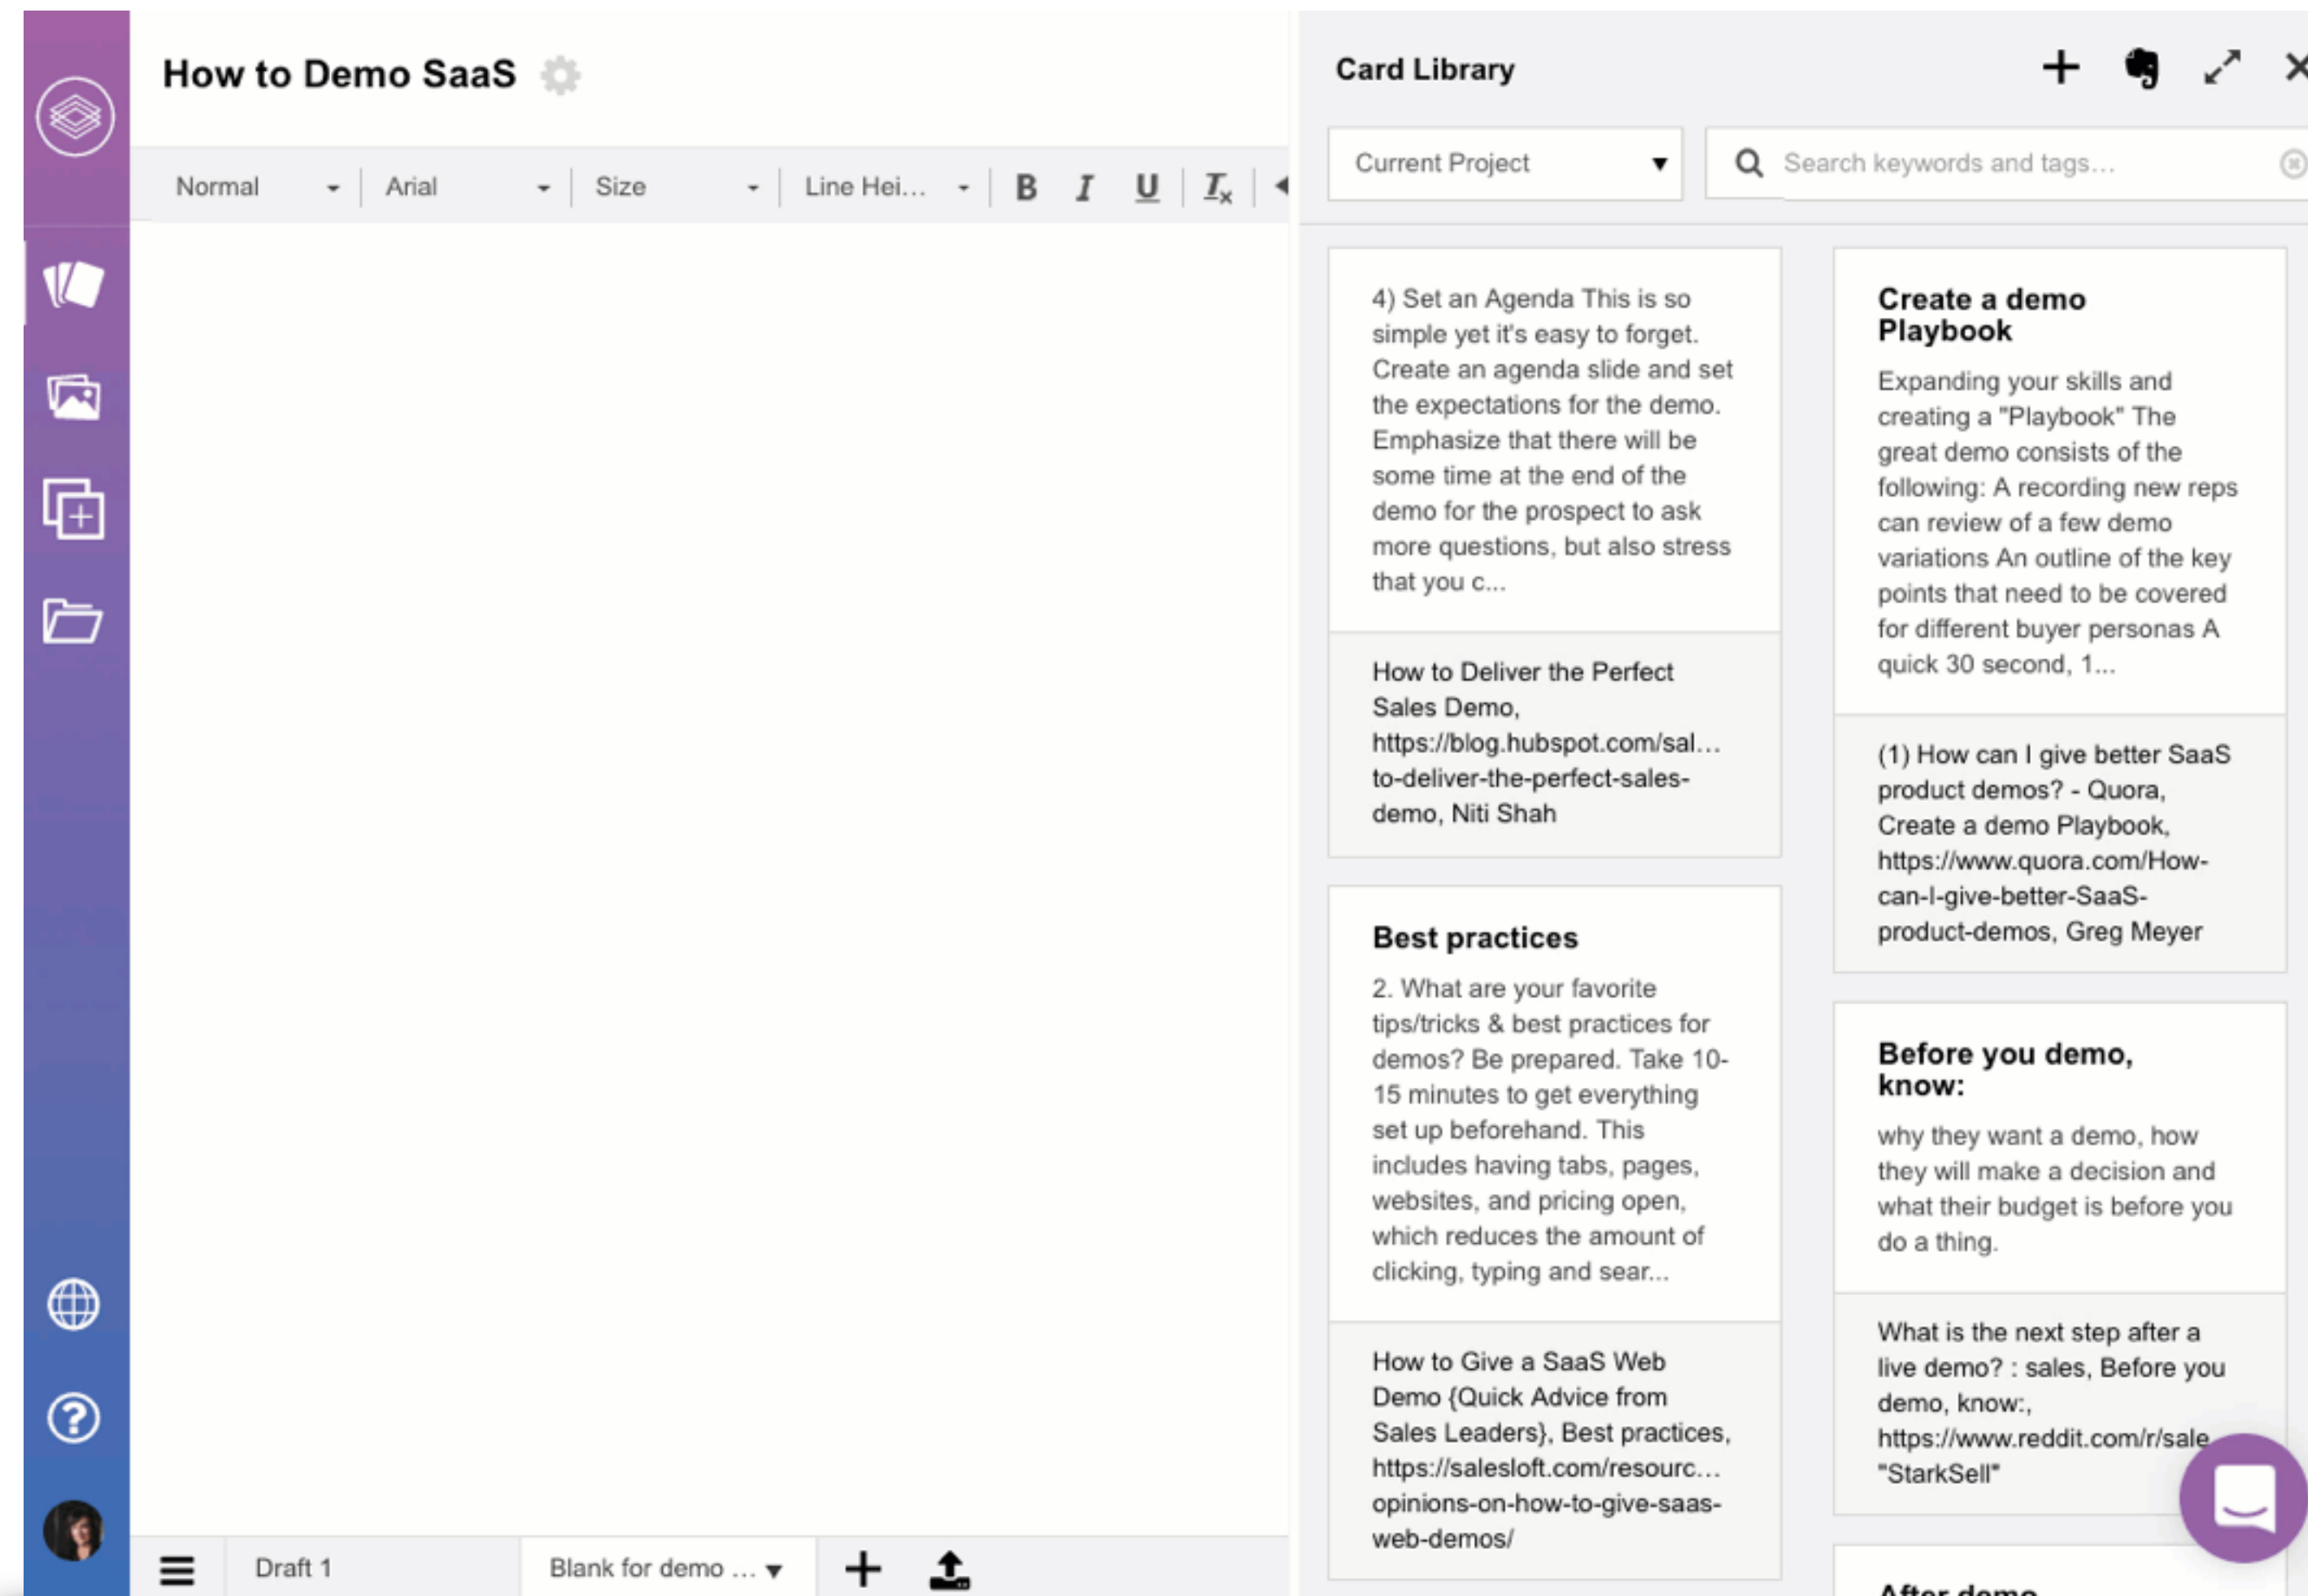 How to Demo SaaS
Normal
Arial
Size
Line Hei...
B
I
U
Tx
Draft 1
Blank for demo ...
Card Library
Current Project
Search keywords and tags...
4) Set an Agenda This is so
simple yet it's easy to forget.
Create an agenda slide and set
the expectations for the demo.
Emphasize that there will be
some time at the end of the
demo for the prospect to ask
more questions, but also stress
that you c...
How to Deliver the Perfect
Sales Demo,
https://blog.hubspot.com/sal...
to-deliver-the-perfect-sales-
demo, Niti Shah
Best practices
2. What are your favorite
tips/tricks & best practices for
demos? Be prepared. Take 10-
15 minutes to get everything
set up beforehand. This
includes having tabs, pages,
websites, and pricing open,
which reduces the amount of
clicking, typing and sear...
How to Give a SaaS Web
Demo {Quick Advice from
Sales Leaders}, Best practices,
https://salesloft.com/resourc...
opinions-on-how-to-give-saas-
web-demos/
Create a demo
Playbook
Expanding your skills and
creating a "Playbook" The
great demo consists of the
following: A recording new reps
can review of a few demo
variations An outline of the key
points that need to be covered
for different buyer personas A
quick 30 second, 1...
(1) How can I give better SaaS
product demos? - Quora,
Create a demo Playbook,
https://www.quora.com/How-
can-I-give-better-SaaS-
product-demos, Greg Meyer
Before you demo,
know:
why they want a demo, how
they will make a decision and
what their budget is before you
do a thing.
What is the next step after a
live demo? : sales, Before you
demo, know:,
https://www.reddit.com/r/sale
"StarkSell"
After demo